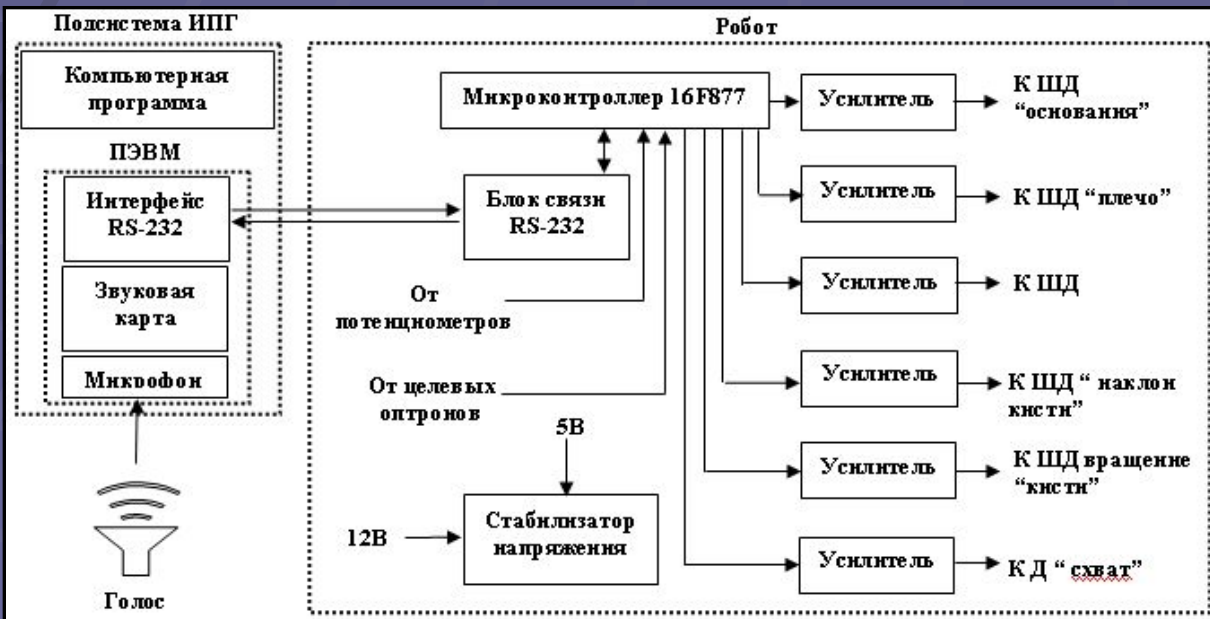 Подсистема ИПГ
Компьютерная
программа
ПЭВМ
Интерфейс
RS-232
Звуковая
карта
Микрофон
Голос
Робот
Микроконтроллер 16F877
Блок связи
RS-232
От
потенциометров
От целевых
оптронов
5В
12В
Стабилизатор
напряжения
Усилитель
К ШД
“основания”
Усилитель
К ШД “плечо”
Усилитель
К ШД
Усилитель
К ШД “ наклон
кисти”
Усилитель
К ШД вращение
“кисти”
Усилитель
К Д “ схват”